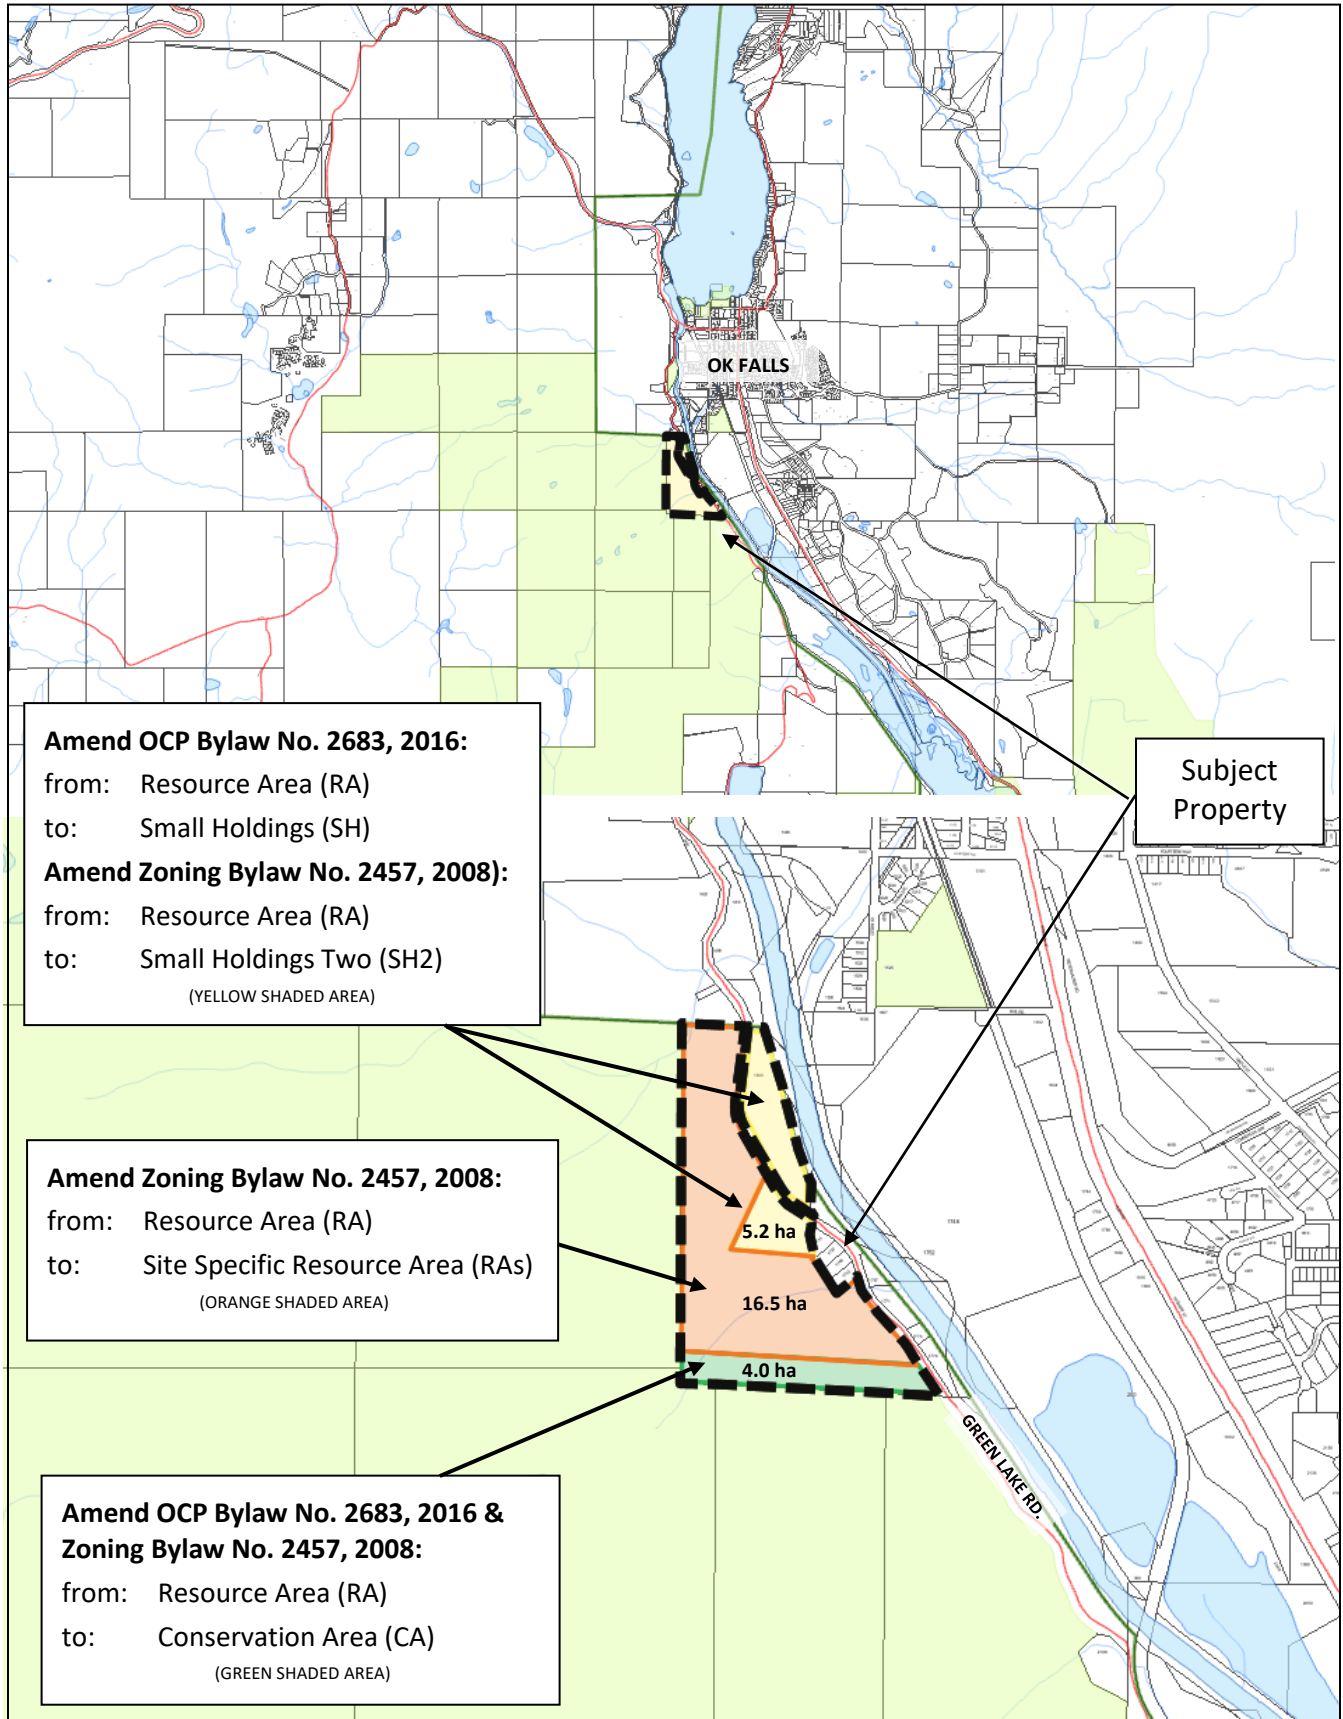 OK FALLS
Amend OCP Bylaw No. 2683, 2016:
from: Resource Area (RA)
to: Small Holdings (SH)
Amend Zoning Bylaw No. 2457, 2008):
from: Resource Area (RA)
to: Small Holdings Two (SH2)
(YELLOW SHADED AREA)
Subject
Property
Amend Zoning Bylaw No. 2457, 2008:
from: Resource Area (RA)
to: Site Specific Resource Area (RAs)
(ORANGE SHADED AREA)
5.2 ha
16.5 ha
4.0 ha
GREEN LAKE RD.
Amend OCP Bylaw No. 2683, 2016 &
Zoning Bylaw No. 2457, 2008:
from: Resource Area (RA)
to: Conservation Area (CA)
(GREEN SHADED AREA)